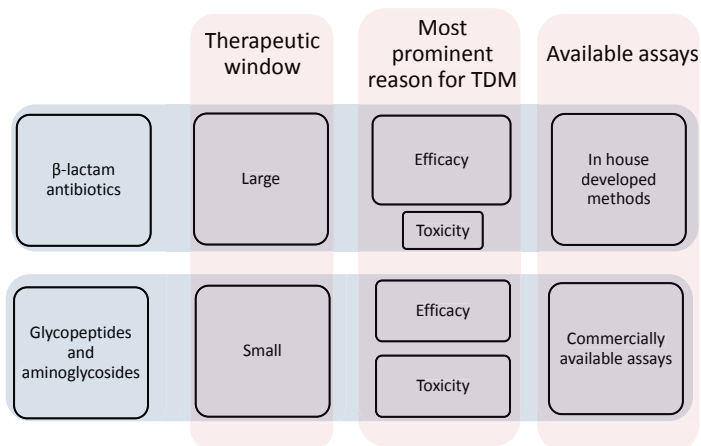 Therapeutic
window
Most
prominent
reason for TDM
Available assays
β-lactam
antibiotics
Large
Efficacy
Toxicity
In house
developed
methods
Glycopeptides
and
aminoglycosides
Small
Efficacy
Toxicity
Commercially
available assays